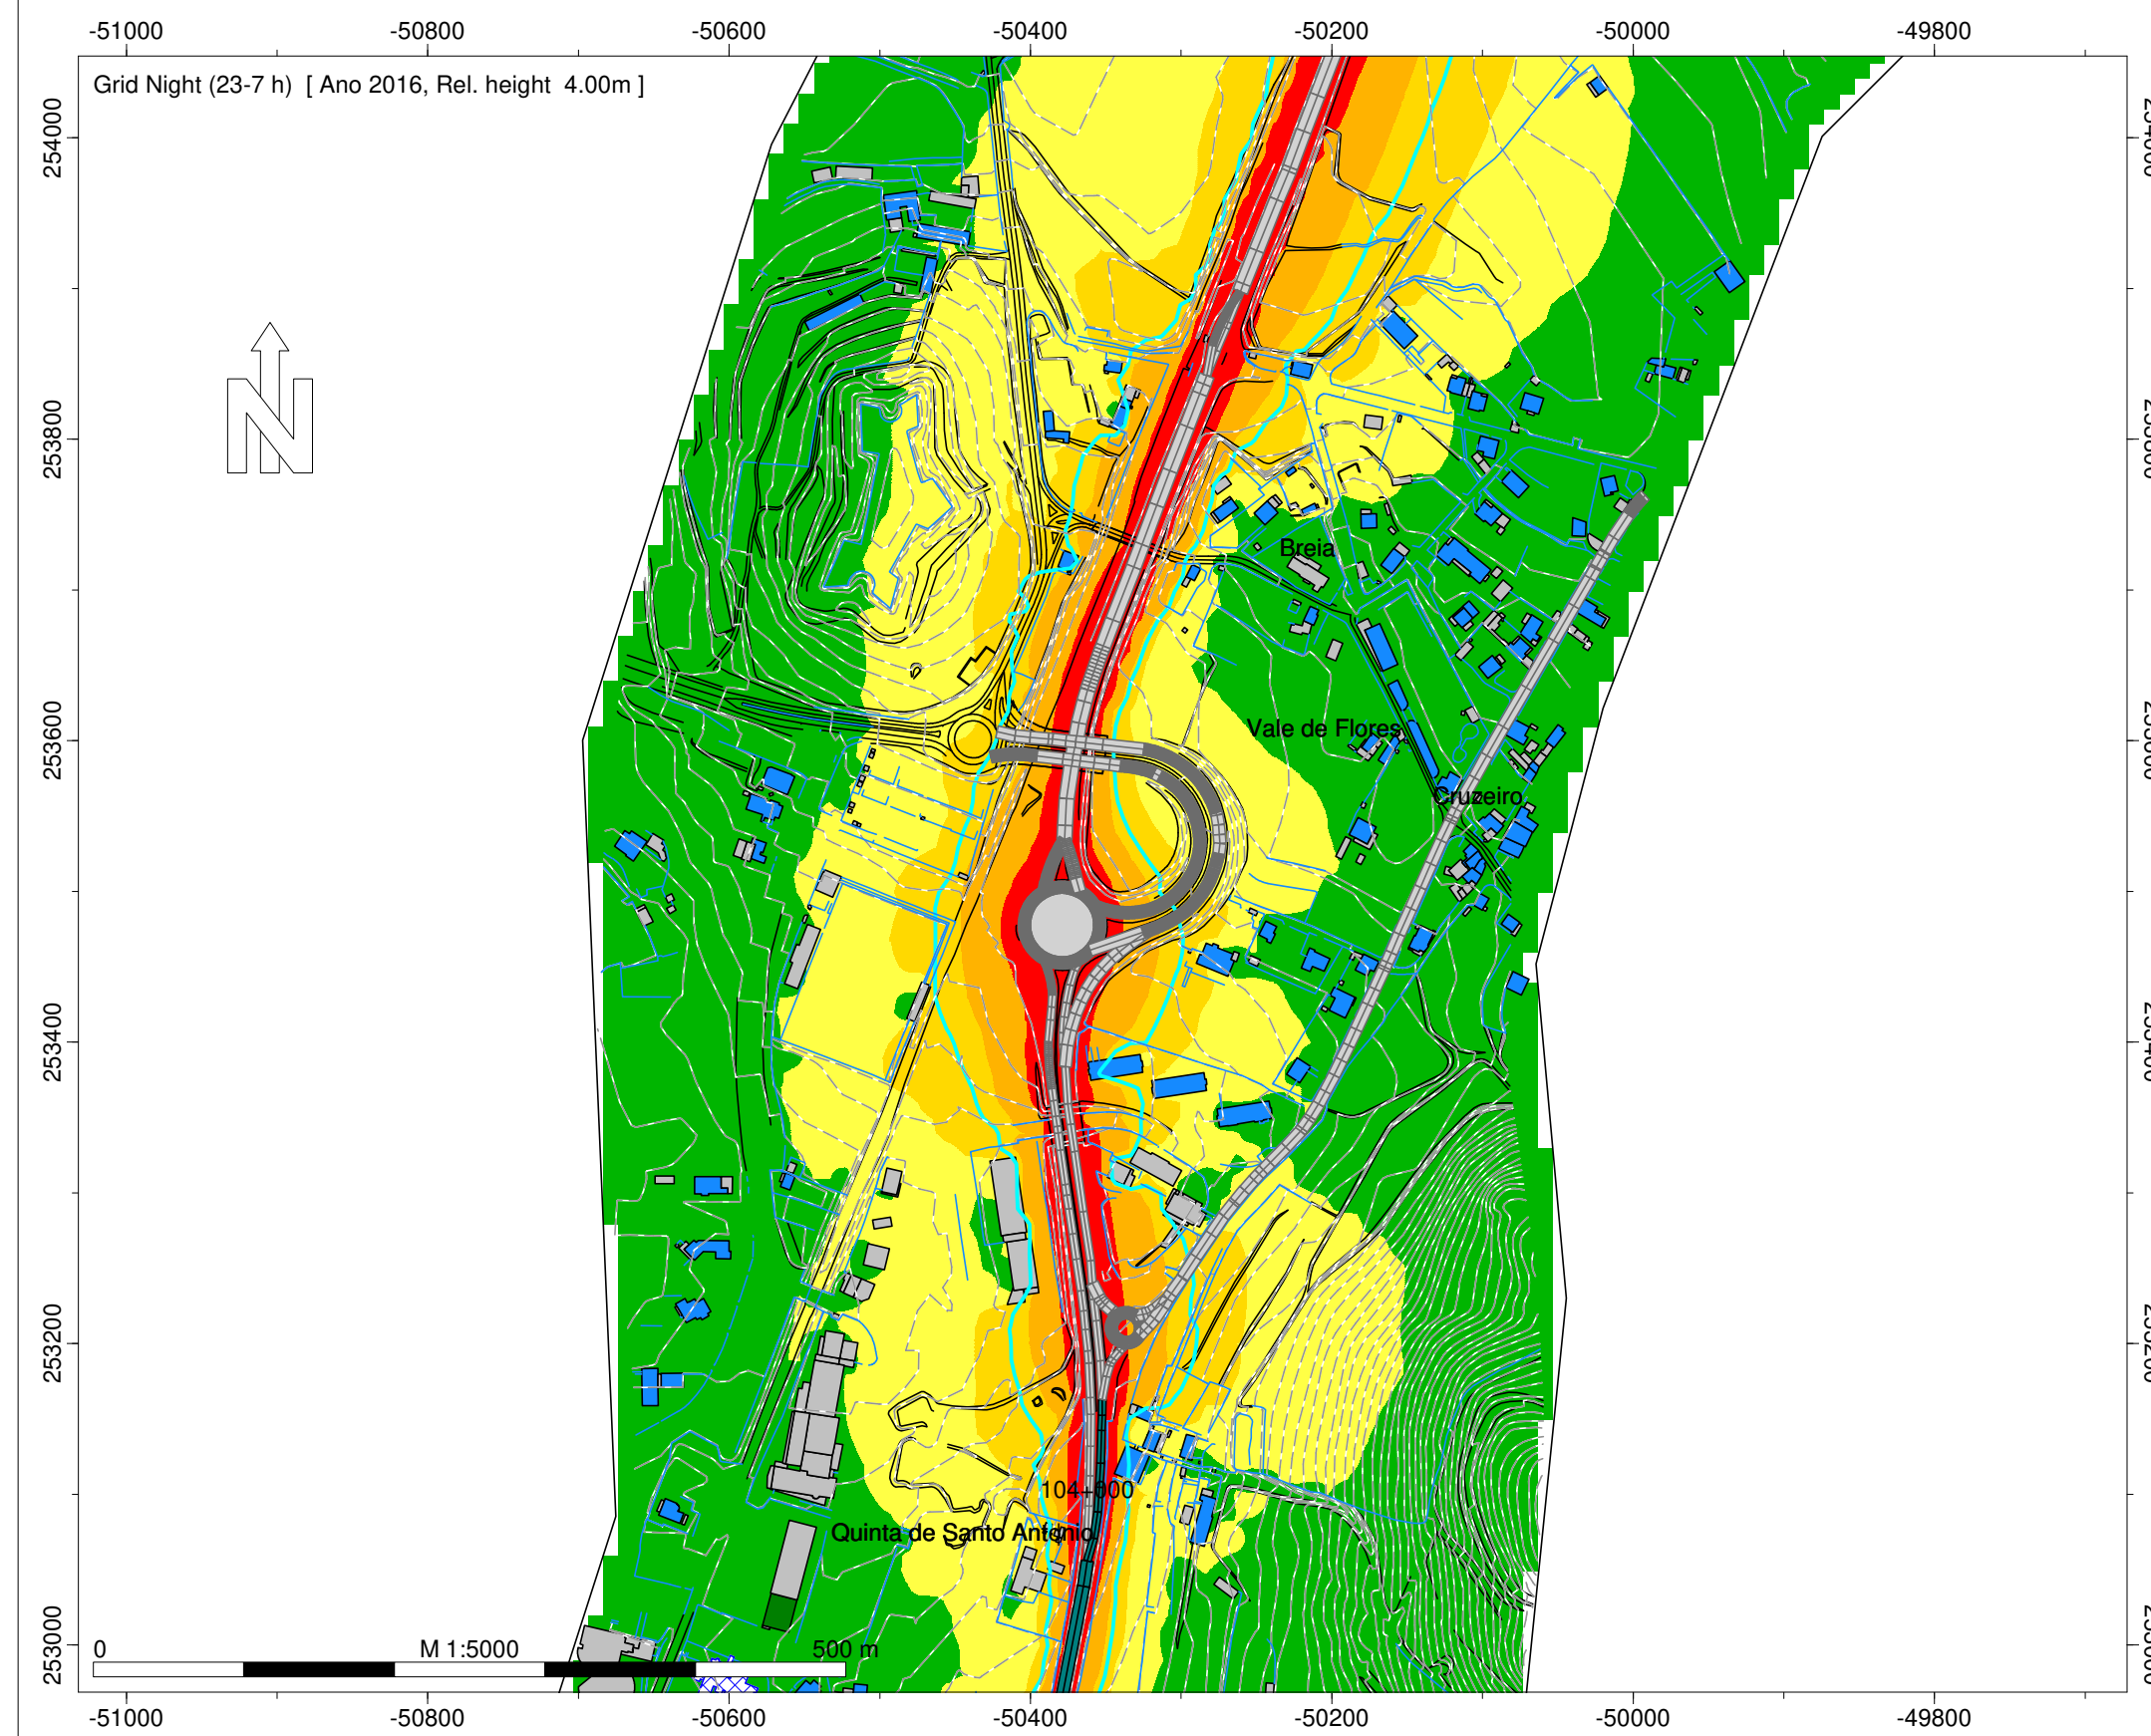 -51000 -50800 -50600 -50400 -50200 -50000 -49800
Grid Night (23-7 h) [ Ano 2016, Rel. height 4.00m ]
254000
253800
253600
253400
253200
253000
N
Breia
Vale de Flores
Cruzeiro
104+000
Quinta de Santo António
0 M 1:5000 500 m
-51000 -50800 -50600 -50400 -50200 -50000 -49800